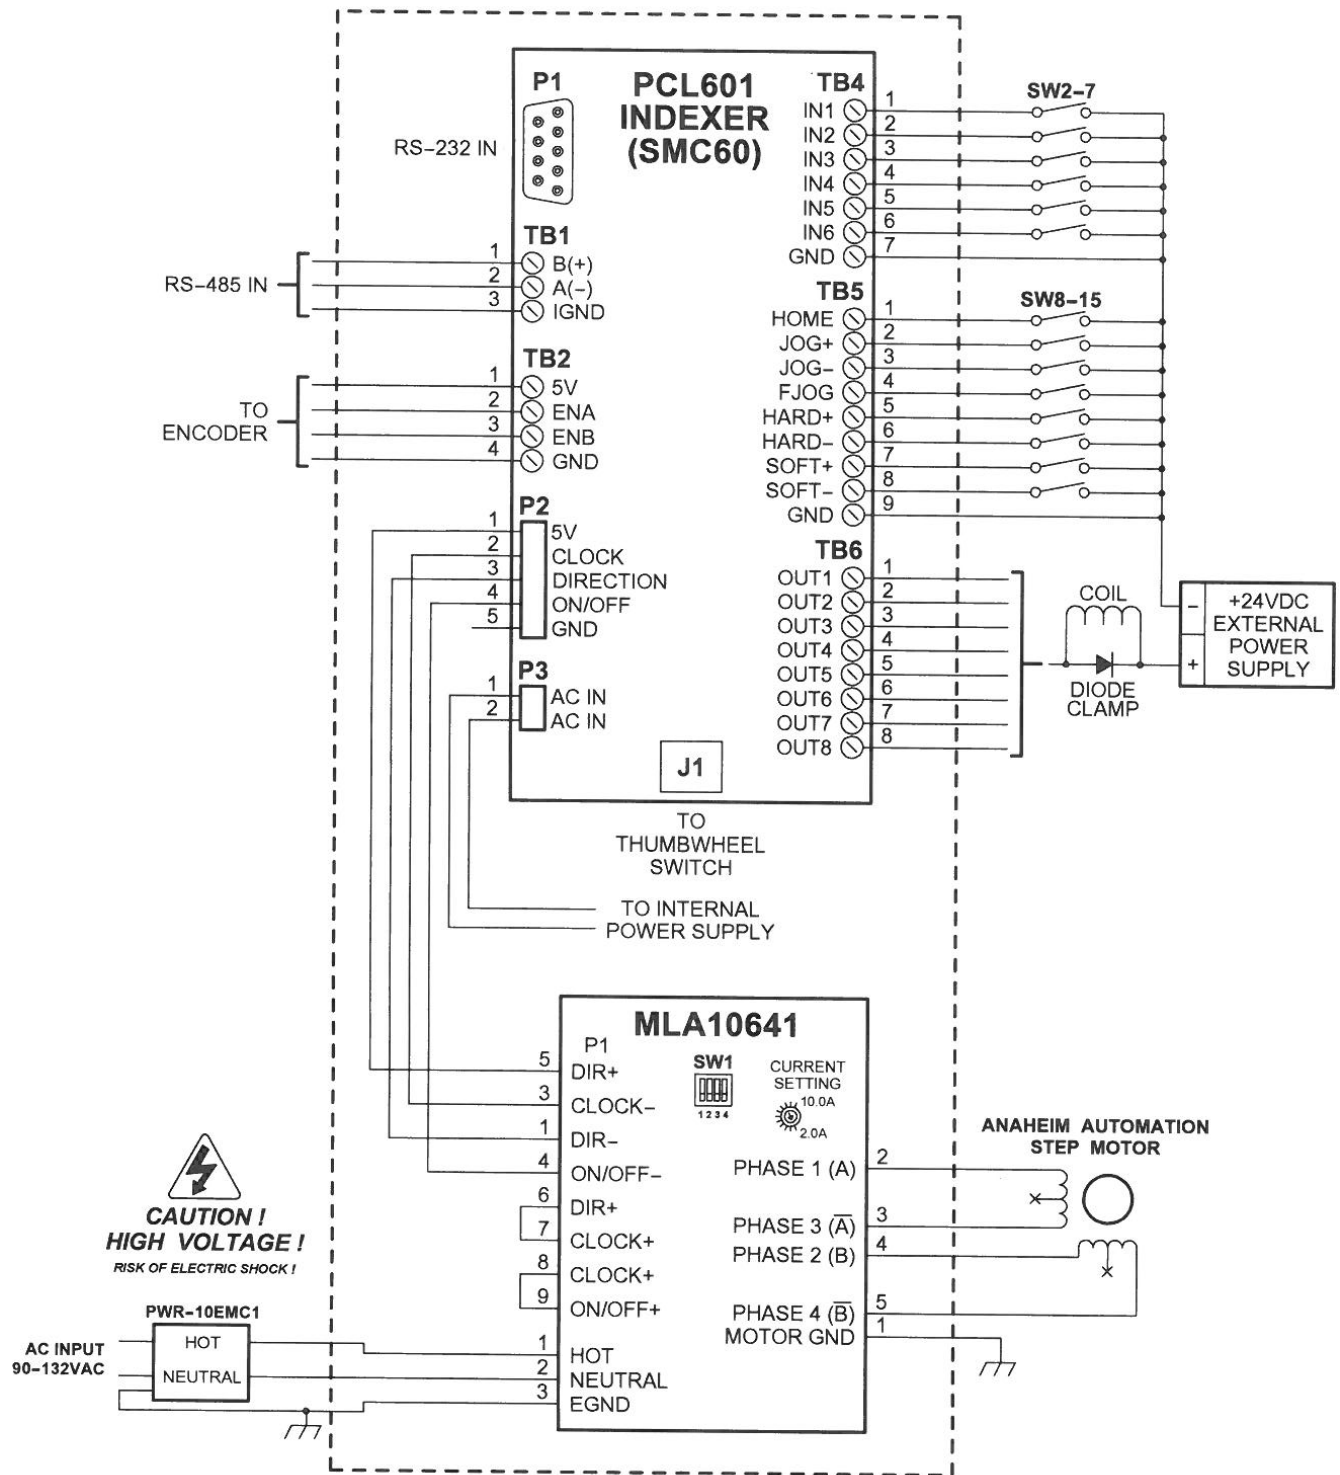 PCL601
INDEXER
(SMC60)
P1
RS-232 IN
TB1
RS-485 IN
1 B(+)
2 A(-)
3 IGND
TB2
TO
ENCODER
1 5V
2 ENA
3 ENB
4 GND
P2
1 5V
2 CLOCK
3 DIRECTION
4 ON/OFF
5 GND
P3
1 AC IN
2 AC IN
J1
TO
THUMBWHEEL
SWITCH
TO INTERNAL
POWER SUPPLY
TB4
SW2-7
IN1 1
IN2 2
IN3 3
IN4 4
IN5 5
IN6 6
GND 7
TB5
SW8-15
HOME 1
JOG+ 2
JOG- 3
FJOG 4
HARD+ 5
HARD- 6
SOFT+ 7
SOFT- 8
GND 9
TB6
OUT1 1
OUT2 2
OUT3 3
OUT4 4
OUT5 5
OUT6 6
OUT7 7
OUT8 8
COIL
DIODE
CLAMP
-
+
+24VDC
EXTERNAL
POWER
SUPPLY
MLA10641
P1
5 DIR+
3 CLOCK-
1 DIR-
4 ON/OFF-
6 DIR+
7 CLOCK+
8 CLOCK+
9 ON/OFF+
1 HOT
2 NEUTRAL
3 EGND
SW1
1 2 3 4
CURRENT
SETTING
10.0A
2.0A
PHASE 1 (A) 2
PHASE 3 (A̅) 3
PHASE 2 (B) 4
PHASE 4 (B̅) 5
MOTOR GND 1
ANAHEIM AUTOMATION
STEP MOTOR
CAUTION !
HIGH VOLTAGE !
RISK OF ELECTRIC SHOCK !
PWR-10EMC1
AC INPUT
90-132VAC
HOT
NEUTRAL